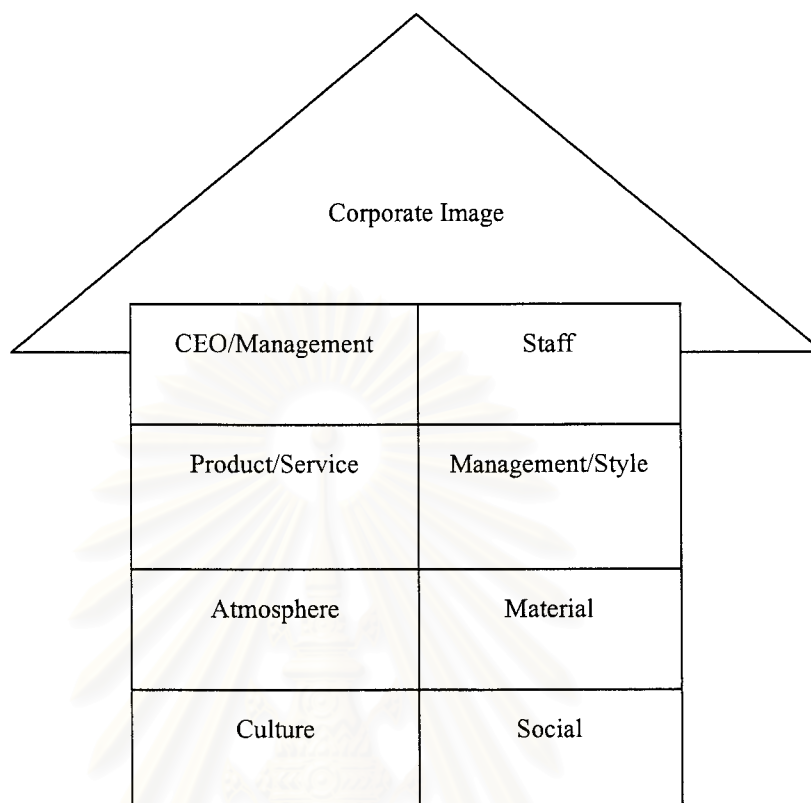 Corporate Image
CEO/Management Staff
Product/Service Management/Style
Atmosphere Material
Culture Social